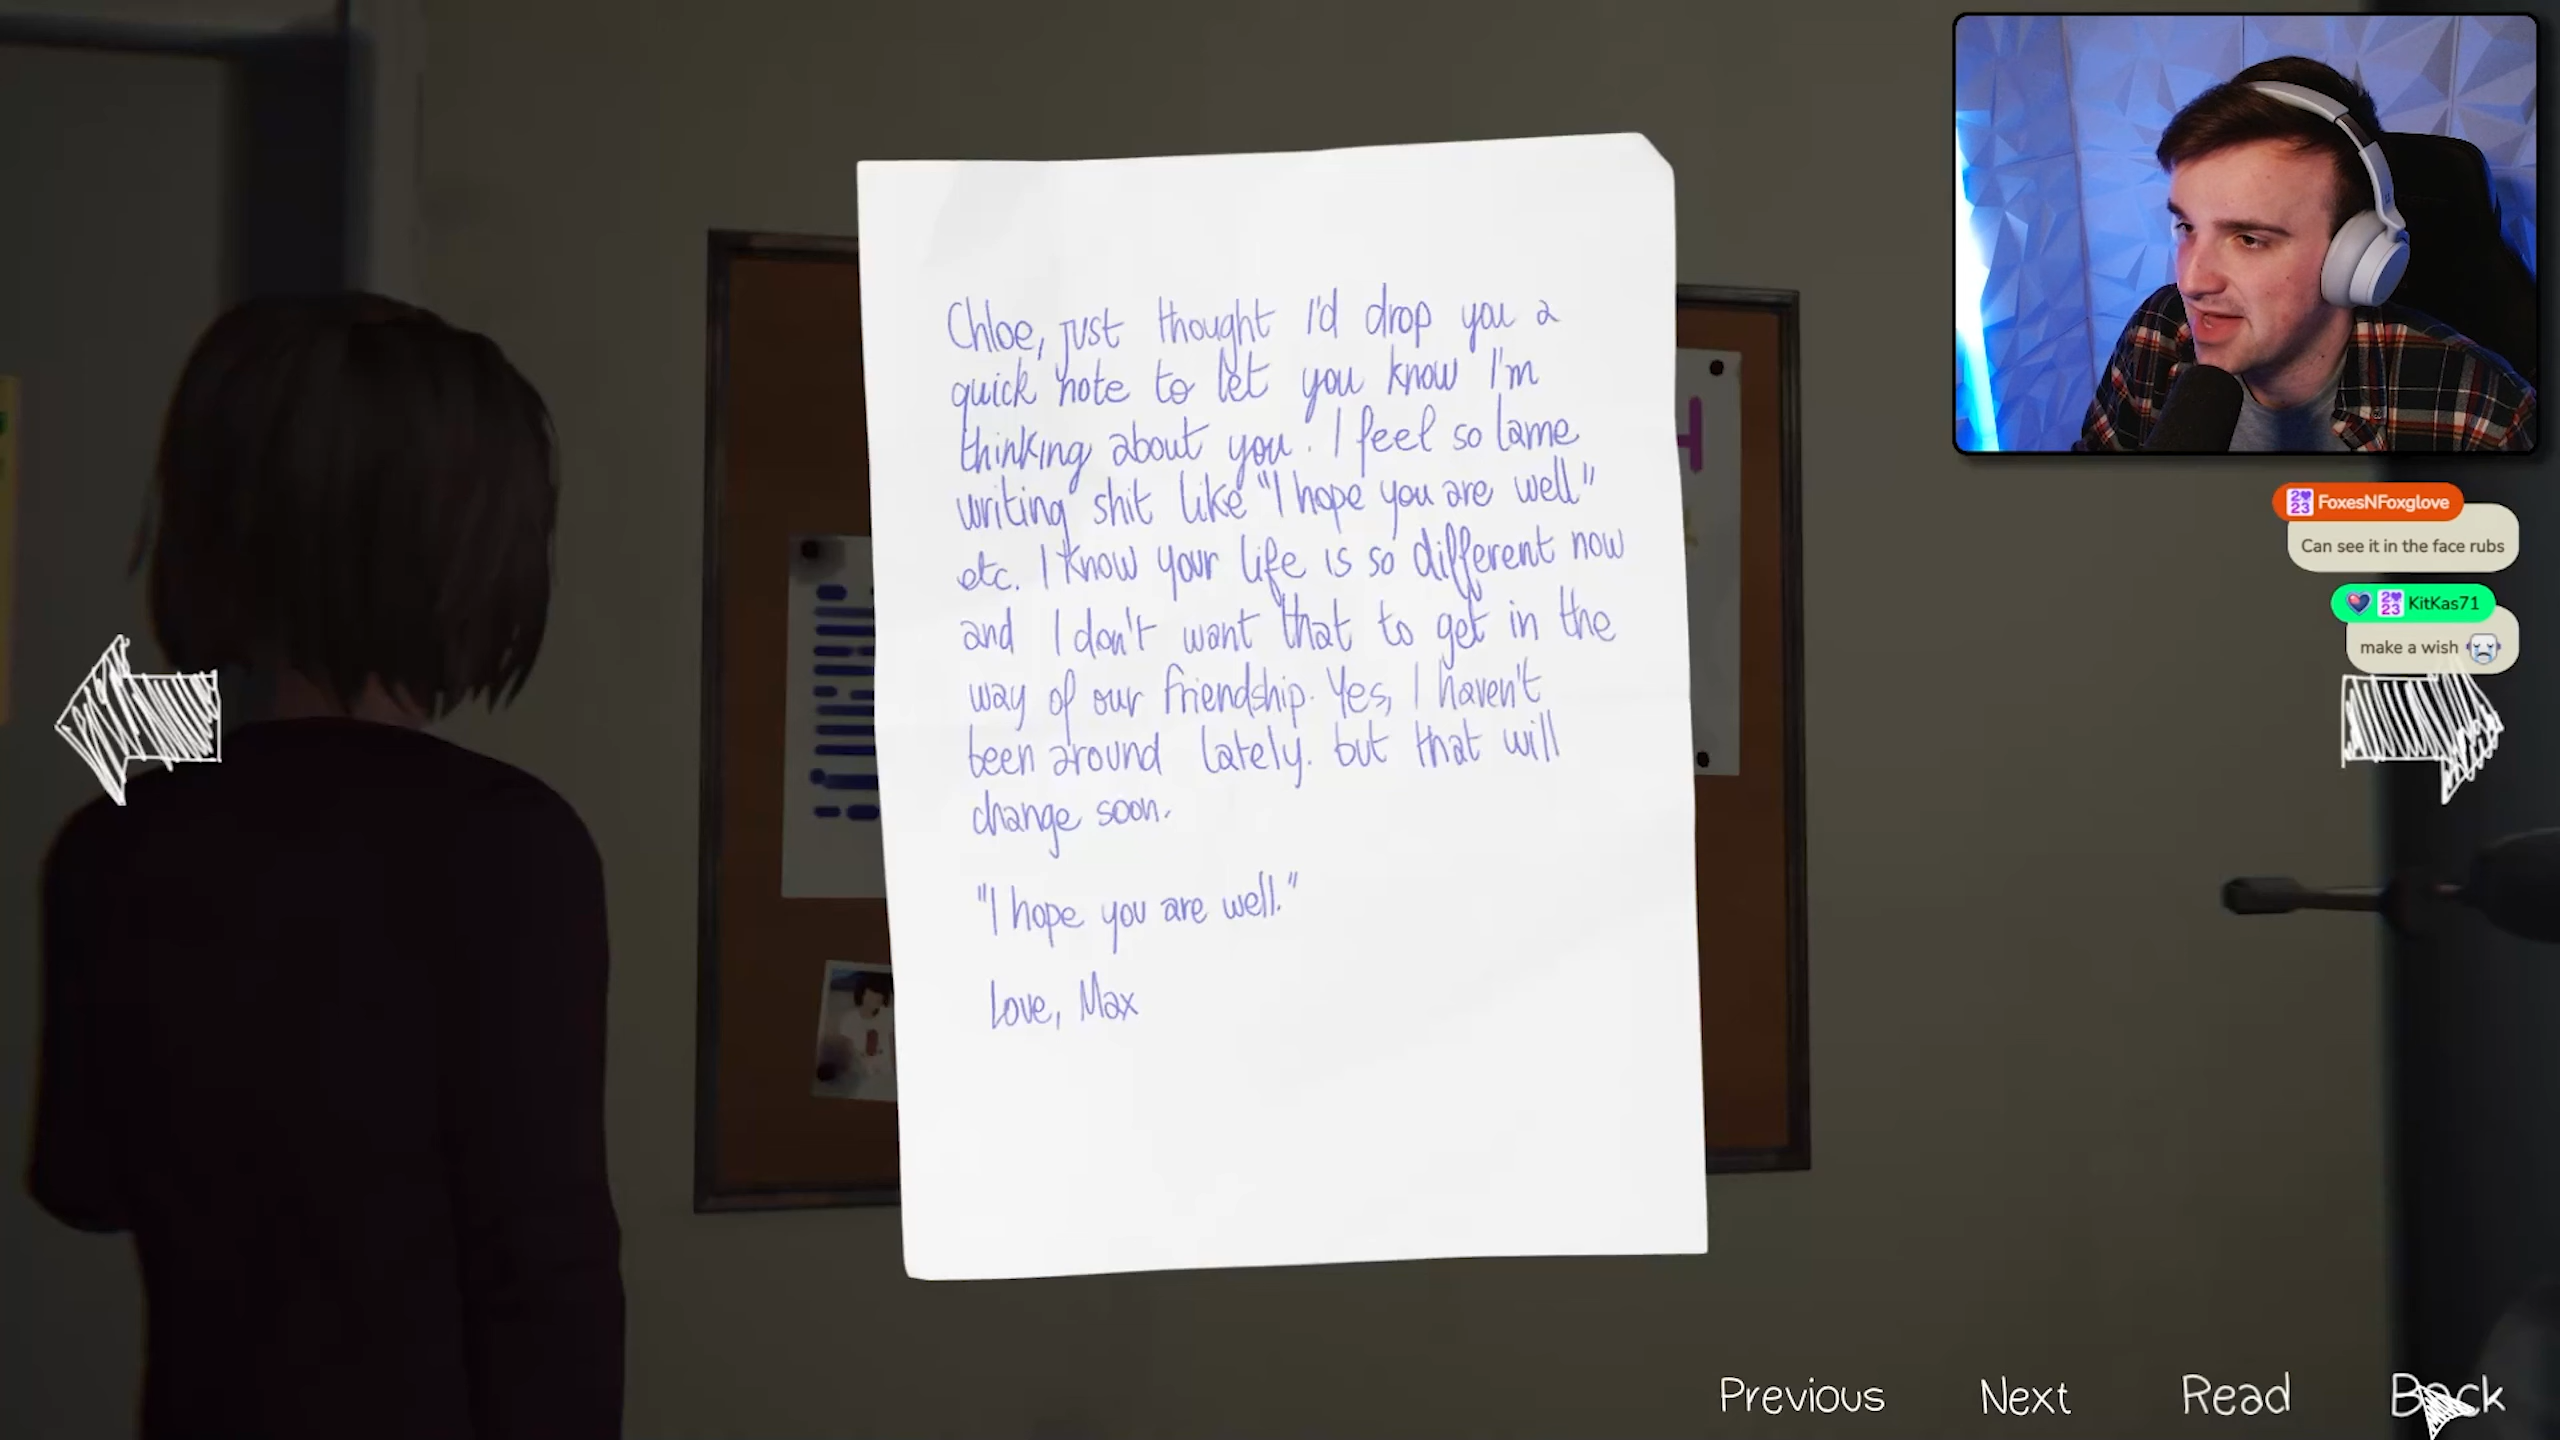 Chloe, just thought I'd drop you a
quick note to let you know I'm
thinking about you. I feel so lame
writing shit like "I hope you are well"
etc. I know your life is so different now
and I don't want that to get in the
way of our friendship. Yes, I haven't
been around lately. but that will
change soon.
"I hope you are well."
Love, Max
FoxesNFoxglove
Can see it in the face rubs
KitKas71
make a wish
Previous
Next
Read
Back